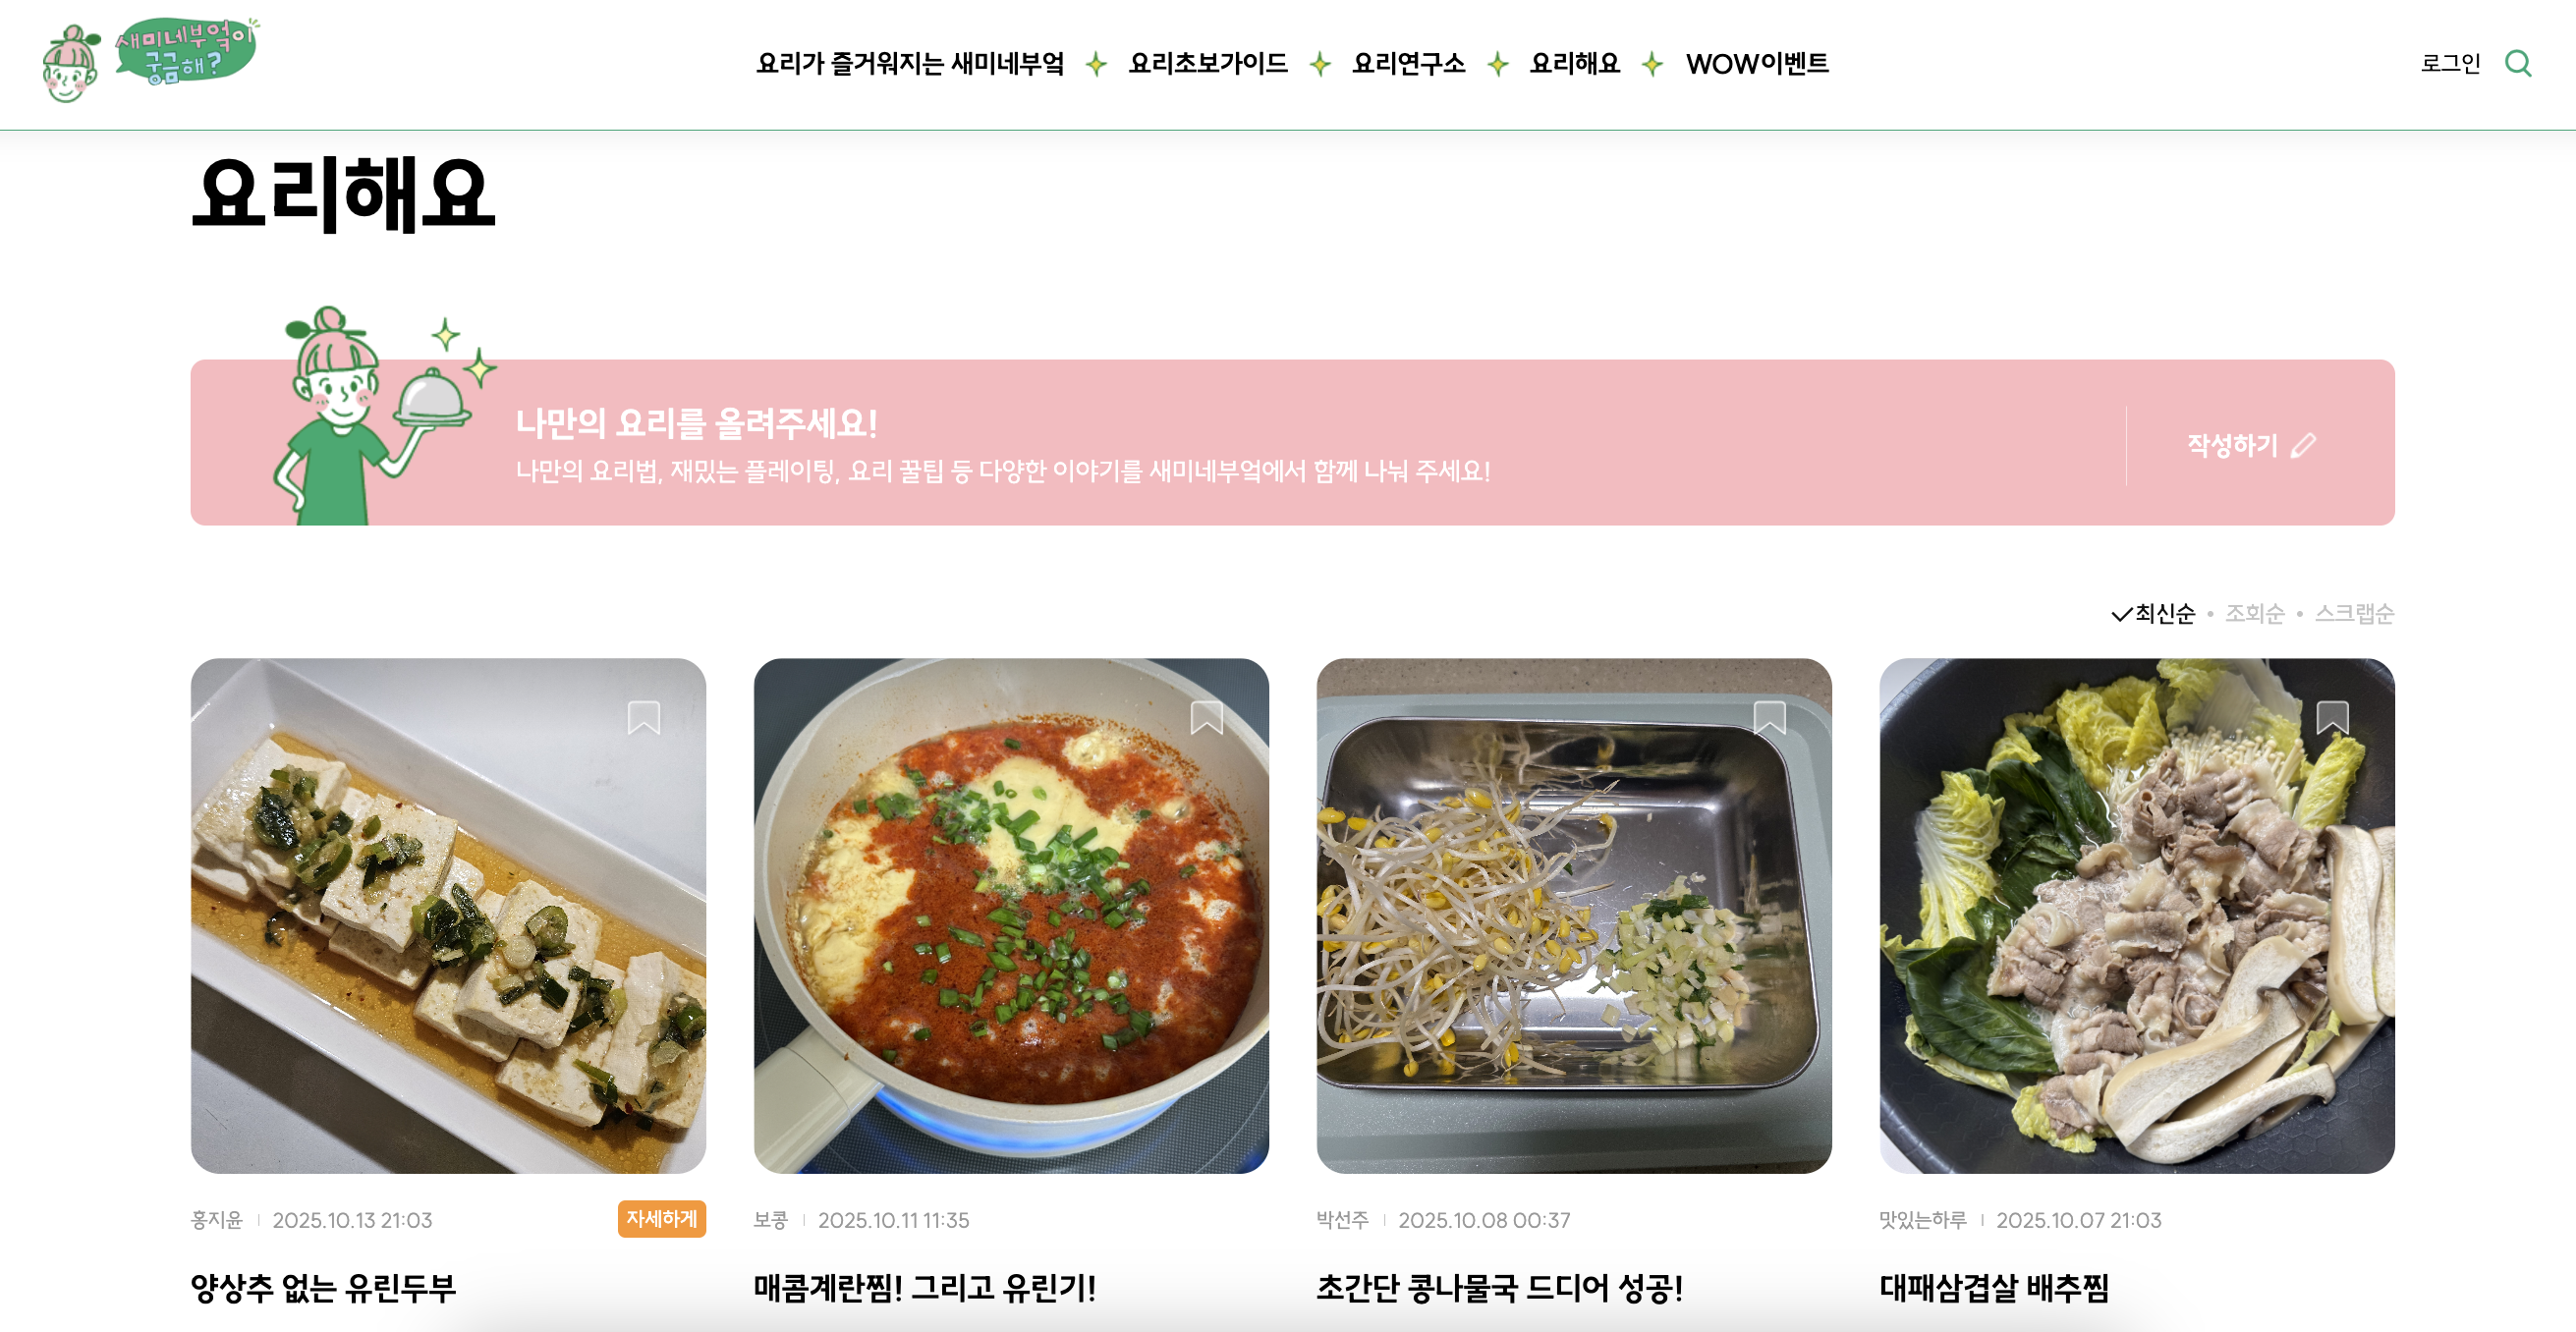 새미네부엌이
궁금해?
요리가 즐거워지는 새미네부엌
요리초보가이드
요리연구소
요리해요
WOW이벤트
로그인
요리해요
나만의 요리를 올려주세요!
나만의 요리법, 재밌는 플레이팅, 요리 꿀팁 등 다양한 이야기를 새미네부엌에서 함께 나눠 주세요!
작성하기
최신순 • 조회순 • 스크랩순
홍지윤 | 2025.10.13 21:03
자세하게
양상추 없는 유린두부
보콩 | 2025.10.11 11:35
매콤계란찜! 그리고 유린기!
박선주 | 2025.10.08 00:37
초간단 콩나물국 드디어 성공!
맛있는하루 | 2025.10.07 21:03
대패삼겹살 배추찜